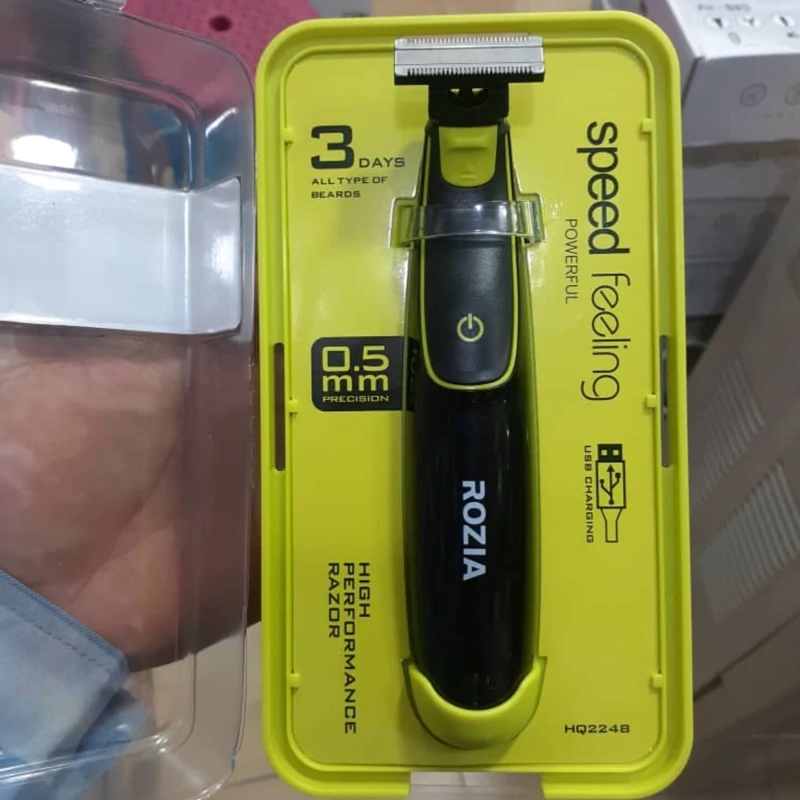 3 DAYS
ALL TYPE OF
BEARDS
speed feeling
POWERFUL
0.5
mm
PRECISION
USB CHARGING
ROZIA
HIGH
PERFORMANCE
RAZOR
HQ2248